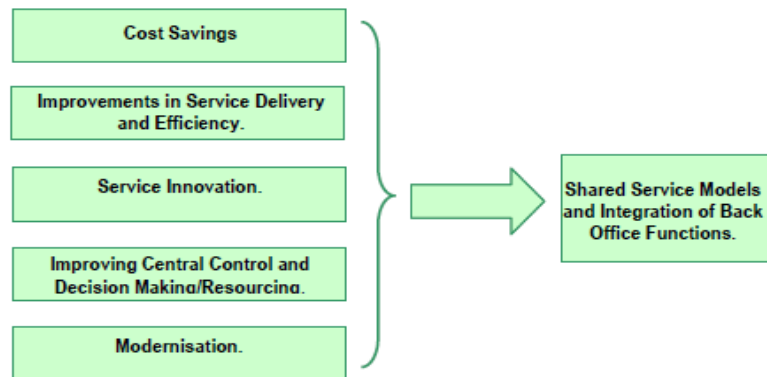 Cost Savings
Improvements in Service Delivery
and Efficiency.
Service Innovation.
Improving Central Control and
Decision Making/Resourcing.
Modernisation.
Shared Service Models
and Integration of Back
Office Functions.